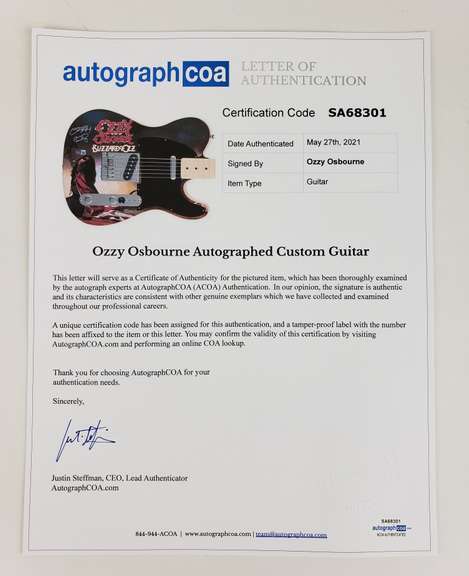 autographcoa
LETTER OF
AUTHENTICATION
Certification Code SA68301
Date Authenticated May 27th, 2021
Signed By Ozzy Osbourne
Item Type Guitar
OZZY
OSBOURNE
BLIZZARD OF OZZ
Ozzy Osbourne Autographed Custom Guitar
This letter will serve as a Certificate of Authenticity for the pictured item, which has been thoroughly examined
by the autograph experts at AutographCOA (ACOA) Authentication. In our opinion, the signature is authentic
and its characteristics are consistent with other genuine exemplars which we have collected and examined
throughout our professional careers.
A unique certification code has been assigned for this authentication, and a tamper-proof label with the number
has been affixed to the item or this letter. You may confirm the validity of this certification by visiting
AutographCOA.com and performing an online COA lookup.
Thank you for choosing AutographCOA for your
authentication needs.
Sincerely,
Justin Steffman, CEO, Lead Authenticator
AutographCOA.com
844-944-ACOA | www.autographcoa.com | team@autographcoa.com
SA68301
autographcoa